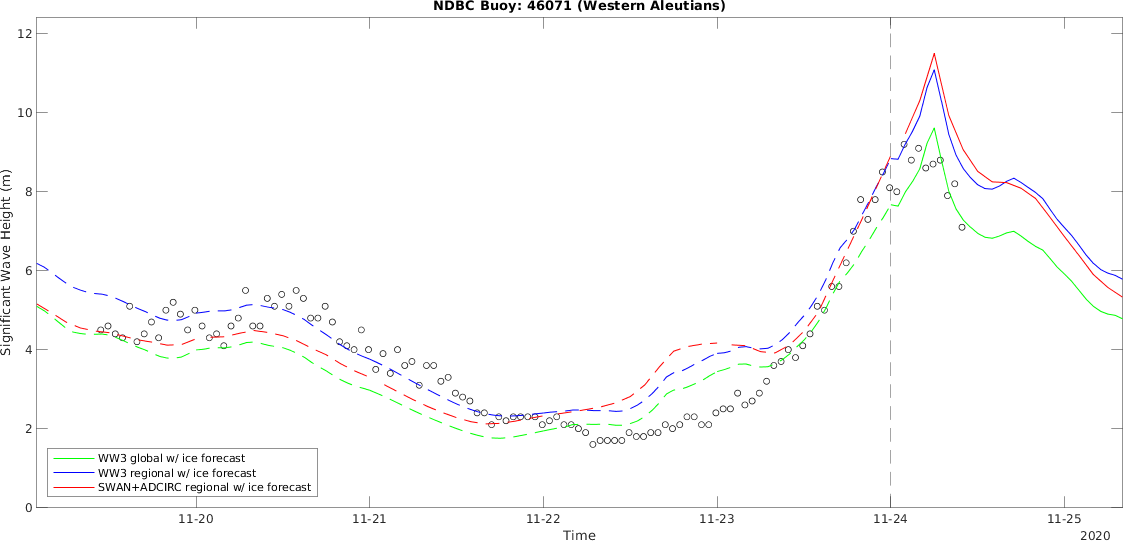 NDBC Buoy: 46071 (Western Aleutians)
Significant Wave Height (m)
12
10
8
6
4
2
0
WW3 global w/ ice forecast
WW3 regional w/ ice forecast
SWAN+ADCIRC regional w/ ice forecast
11-20 11-21 11-22 11-23 11-24 11-25
Time
2020